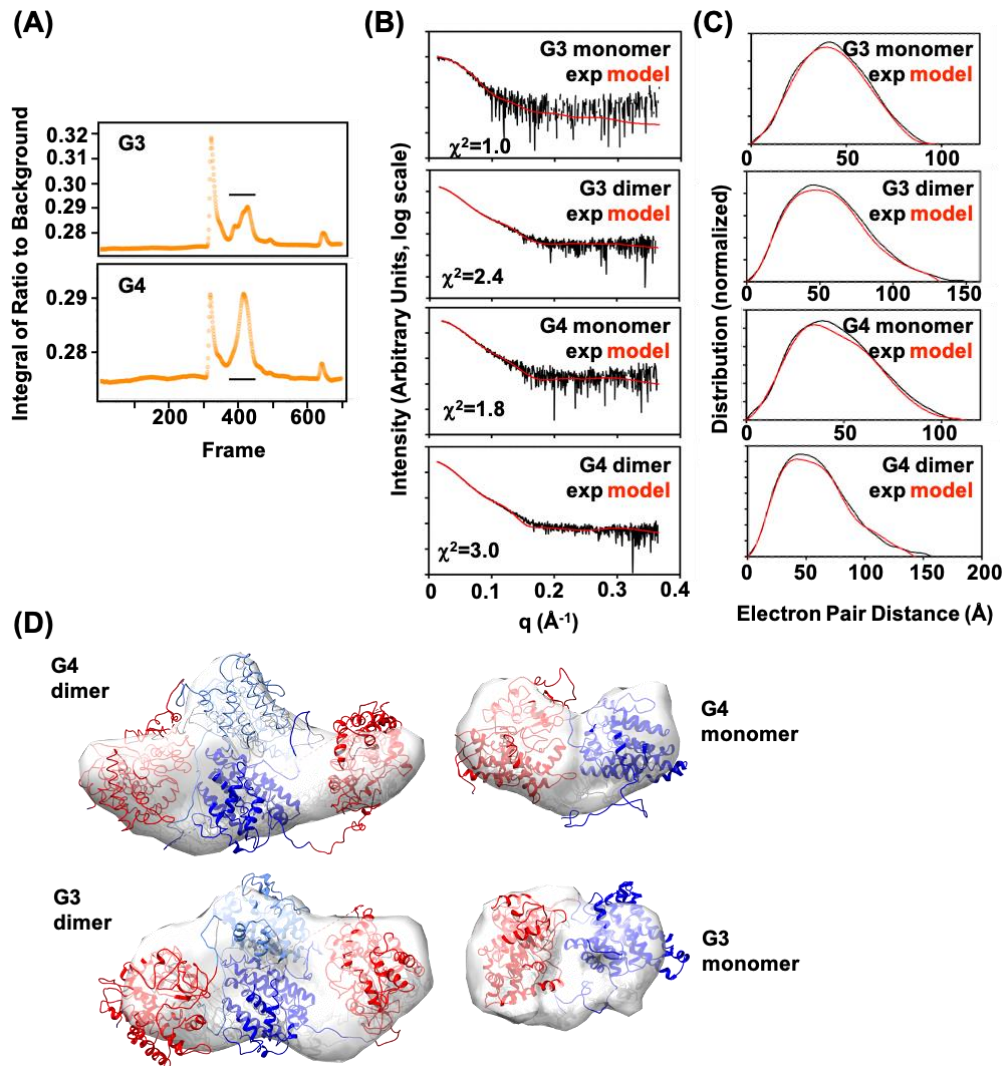 (A)
Integral of Ratio to Background
G3
0.32
0.31
0.30
0.29
0.28
G4
0.29
0.28
200 400 600
Frame
(B)
Intensity (Arbitrary Units, log scale)
G3 monomer
exp model
χ²=1.0
G3 dimer
exp model
χ²=2.4
G4 monomer
exp model
χ²=1.8
G4 dimer
exp model
χ²=3.0
0 0.1 0.2 0.3 0.4
q (Å⁻¹)
(C)
Distribution (normalized)
G3 monomer
exp model
50 100
G3 dimer
exp model
0 50 100 150
G4 monomer
exp model
0 50 100
G4 dimer
exp model
0 50 100 150 200
Electron Pair Distance (Å)
(D)
G4
dimer
G4
monomer
G3
dimer
G3
monomer